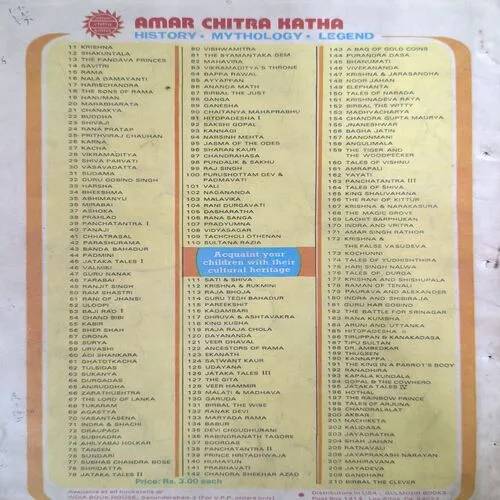 AMAR CHITRA KATHA
HISTORY • MYTHOLOGY • LEGEND
11 KRISHNA
12 SHAKUNTALA
13 THE PANDAVA PRINCES
14 SAVITRI
15 RAMA
16 NALA DAMAYANTI
17 HARISCHANDRA
18 THE SONS OF RAMA
19 HANUMAN
20 MAHABHARATA
21 CHANAKYA
22 BUDDHA
23 SHIVAJI
24 RANA PRATAP
25 PRITHVIRAJ CHAUHAN
26 KARNA
27 KACHA
28 VIKRAMADITYA
29 SHIVA PARVATI
30 VASAVADATTA
31 SUDAMA
32 GURU GOBIND SINGH
33 HARSHA
34 BHEESHMA
35 ABHIMANYU
36 MIRABAI
37 ASHOKA
38 PRAHLAD
39 PANCHATANTRA I
40 TANAJI
41 CHHATRASAL
42 PARASHURAMA
43 BANDA BAHADUR
44 PADMINI
45 JATAKA TALES I
46 VALMIKI
47 GURU NANAK
48 TARABAI
49 RANJIT SINGH
50 RAM SHASTRI
51 RANI OF JHANSI
52 ULOOPI
53 BAJI RAO I
54 CHAND BIBI
55 KABIR
56 SHER SHAH
57 DRONA
58 SURYA
59 URVASHI
60 ADI SHANKARA
61 GHATOTKACHA
62 TULSIDAS
63 SUKANYA
64 DURGADAS
65 ANIRUDDHA
66 ZARATHUSHTRA
67 THE LORD OF LANKA
68 TUKARAM
69 AGASTYA
70 VASANTASENA
71 INDRA & SHACHI
72 DRAUPADI
73 SUBHADRA
74 AHILYABAI HOLKAR
75 TANSEN
76 SUNDARI
77 SUBHAS CHANDRA BOSE
78 SHRIDATTA
79 JATAKA TALES II
80 VISHWAMITRA
81 THE SYAMANTAKA GEM
82 MAHAVIRA
83 VIKRAMADITYA'S THRONE
84 BAPPA RAWAL
85 AYYAPPAN
86 ANANDA MATH
87 BIRBAL THE JUST
88 GANGA
89 GANESHA
90 CHAITANYA MAHAPRABHU
91 HITOPADESHA I
92 SAKSHI GOPAL
93 KANNAGI
94 NARSINH MEHTA
95 JASMA OF THE ODES
96 SHARAN KAUR
97 CHANDRAHASA
98 PUNDALIK & SAKHU
99 RAJ SINGH
100 PURUSHOTTAM DEV &
PADMAVATI
101 VALI
102 NAGANANDA
103 MALAVIKA
104 RANI DURGAVATI
105 DASHARATHA
106 RANA SANGA
107 PRADYUMNA
108 VIDYASAGAR
109 TACHCHOLI OTHENAN
110 SULTANA RAZIA
Acquaint your
children with their
cultural heritage
111 SATI & SHIVA
112 KRISHNA & RUKMINI
113 RAJA BHOJA
114 GURU TEGH BAHADUR
115 PAREEKSHIT
116 KADAMBARI
117 DHRUVA & ASHTAVAKRA
118 KING KUSHA
119 RAJA RAJA CHOLA
120 DAYANANDA
121 VEER DHAVAL
122 ANCESTORS OF RAMA
123 EKANATH
124 SATWANT KAUR
125 UDAYANA
126 JATAKA TALES III
127 THE GITA
128 VEER HAMMIR
129 MALATI & MADHAVA
130 GARUDA
131 BIRBAL THE WISE
132 RANAK DEVI
133 MARYADA RAMA
134 BABUR
135 DEVI CHOUDHURANI
136 RABINDRANATH TAGORE
137 SOORDAS
138 PANCHATANTRA II
139 PRINCE HRITADHWAJA
140 HUMAYUN
141 PRABHAVATI
142 CHANDRA SHEKHAR AZAD
143 A BAG OF GOLD COINS
144 PURANDARA DASA
145 BHANUMATI
146 VIVEKANANDA
147 KRISHNA & JARASANDHA
148 NOOR JAHAN
149 ELEPHANTA
150 TALES OF NARADA
151 KRISHNADEVA RAYA
152 BIRBAL THE WITTY
153 MADHVACHARYA
154 CHANDRA GUPTA MAURYA
155 JNANESHWAR
156 BAGHA JATIN
157 MANONMANI
158 ANGULIMALA
159 THE TIGER AND
THE WOODPECKER
160 TALES OF VISHNU
161 AMRAPALI
162 YAYATI
163 PANCHATANTRA III
164 TALES OF SHIVA
165 KING SHALIVAHANA
166 THE RANI OF KITTUR
167 KRISHNA & NARAKASURA
168 THE MAGIC GROVE
169 LACHIT BARPHUKAN
170 INDRA AND VRITRA
171 AMAR SINGH RATHOR
172 KRISHNA &
THE FALSE VASUDEVA
173 KOCHUNNI
174 TALES OF YUDHISHTHIRA
175 HARI SINGH NALWA
176 TALES OF DURGA
177 KRISHNA AND SHISHUPALA
178 RAMAN OF TENALI
179 PAURAVA AND ALEXANDER
180 INDRA AND SHIBIRAJA
181 GURU HAR GOBIND
182 THE BATTLE FOR SRINAGAR
183 RANA KUMBHA
184 ARUNI AND UTTANKA
185 HITOPADESHA II
186 TIRUPPAN & KANAKADASA
187 TIPU SULTAN
188 DR. AMBEDKAR
189 THUGSEN
190 KANNAPPA
191 THE KING IN A PARROT'S BODY
192 RANADHIRA
193 KAPALA KUNDALA
194 GOPAL & THE COWHERD
195 JATAKA TALES IV
196 HOTHAL
197 THE RAINBOW PRINCE
198 TALES OF ARJUNA
199 CHANDRALALAT
200 AKBAR
201 NACHIKETA
202 KALIDASA
203 JAYADRATHA
204 SHAH JAHAN
205 RATNAVALI
206 JAYAPRAKASH NARAYAN
207 MAHIRAVANA
208 JAYADEVA
209 GANDHARI
210 BIRBAL THE CLEVER
Price: Rs. 3.00 each